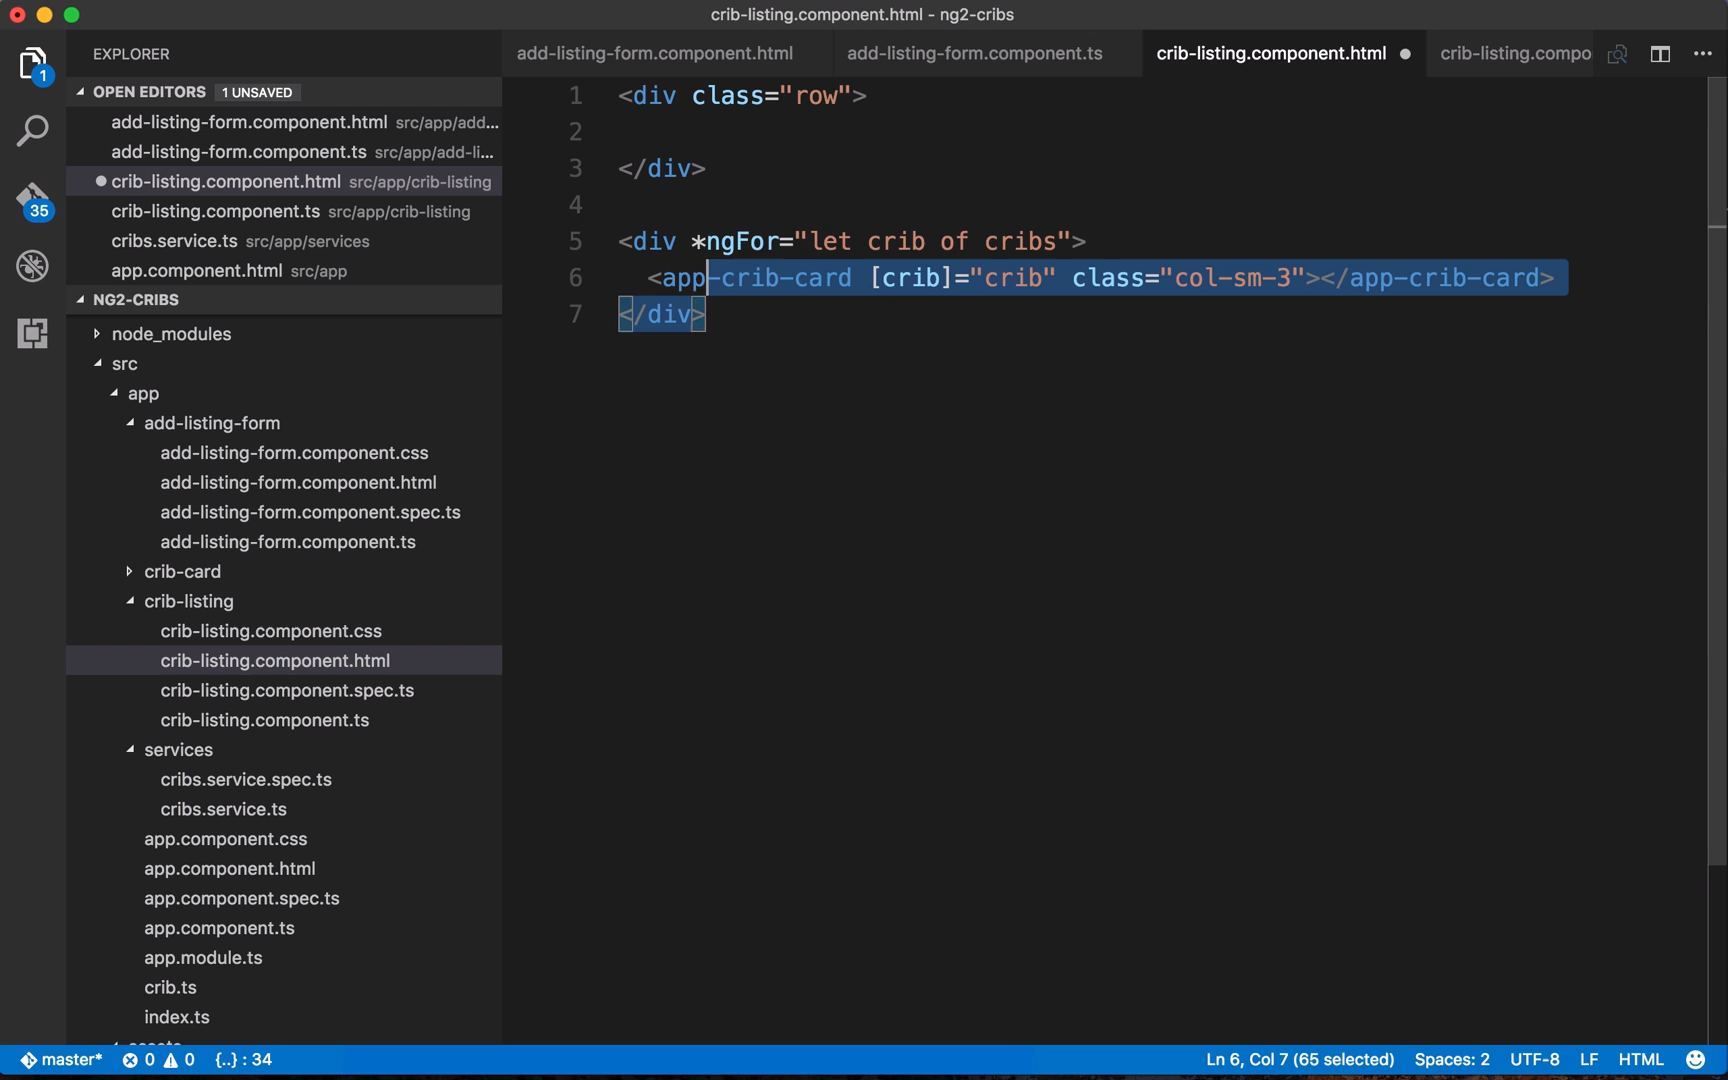 crib-listing.component.html - ng2-cribs
EXPLORER
add-listing-form.component.html
add-listing-form.component.ts
crib-listing.component.html
crib-listing.compo
1
OPEN EDITORS 1 UNSAVED
add-listing-form.component.html src/app/add...
add-listing-form.component.ts src/app/add-li...
crib-listing.component.html src/app/crib-listing
crib-listing.component.ts src/app/crib-listing
cribs.service.ts src/app/services
app.component.html src/app
35
NG2-CRIBS
node_modules
src
app
add-listing-form
add-listing-form.component.css
add-listing-form.component.html
add-listing-form.component.spec.ts
add-listing-form.component.ts
crib-card
crib-listing
crib-listing.component.css
crib-listing.component.html
crib-listing.component.spec.ts
crib-listing.component.ts
services
cribs.service.spec.ts
cribs.service.ts
app.component.css
app.component.html
app.component.spec.ts
app.component.ts
app.module.ts
crib.ts
index.ts
1 <div class="row">
2
3 </div>
4
5 <div *ngFor="let crib of cribs">
6 <app-crib-card [crib]="crib" class="col-sm-3"></app-crib-card>
7 </div>
master* 0 0 {..} : 34
Ln 6, Col 7 (65 selected) Spaces: 2 UTF-8 LF HTML